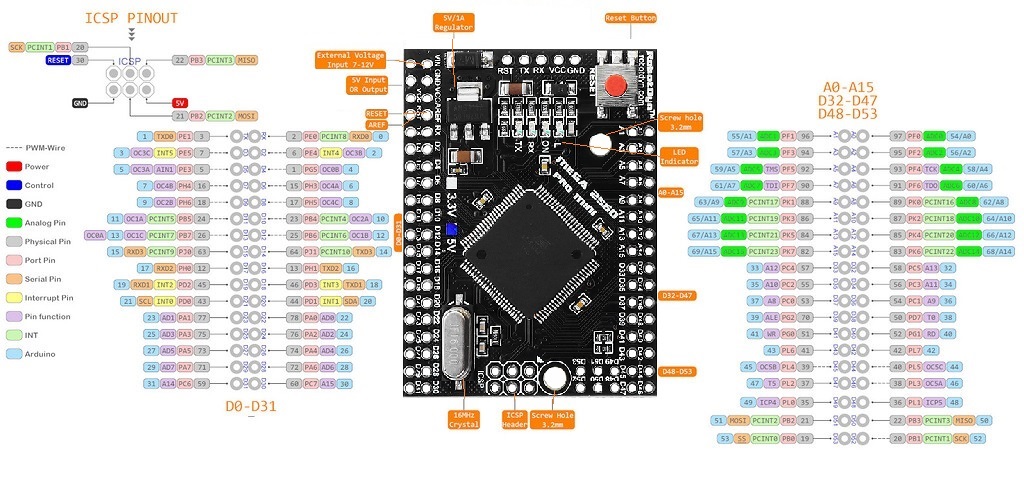 ICSP PINOUT
SCK PCINT1 PB1 20
RESET 30
ICSP
22 PB3 PCINT3 MISO
GND
5V
21 PB2 PCINT2 MOSI
PWM-Wire
Power
Control
GND
Analog Pin
Physical Pin
Port Pin
Serial Pin
Interrupt Pin
Pin function
INT
Arduino
1 TXD0 PE1 3
2 PE0 PCINT8 RXD0 0
3 OC3C INT5 PE5 7
6 PE4 INT4 OC3B 2
5 OC3A AIN1 PE3 5
1 PG5 OC0B 4
7 OC4B PH4 16
15 PH3 OC4A 6
9 OC2B PH6 18
17 PH5 OC4C 8
11 OC1A PCINT5 PB5 24
23 PB4 PCINT4 OC2A 10
OC0A 13 OC1C PCINT7 PB7 26
25 PB6 PCINT6 OC1B 12
15 RXD3 PCINT9 PJ0 63
64 PJ1 PCINT10 TXD3 14
17 RXD2 PH0 12
13 PH1 TXD2 16
19 RXD1 INT2 PD2 45
46 PD3 INT3 TXD1 18
21 SCL INT0 PD0 43
44 PD1 INT1 SDA 20
23 AD1 PA1 77
78 PA0 AD0 22
25 AD3 PA3 75
76 PA2 AD2 24
27 AD5 PA5 73
74 PA4 AD4 26
29 AD7 PA7 71
72 PA6 AD6 28
31 A14 PC6 59
60 PC7 A15 30
D0-D31
5V/1A
Regulator
Reset Button
External Voltage
Input 7-12V
5V Input
OR Output
RESET
AREF
Screw hole
3.2mm
LED
Indicator
A0-A15
D0-D31
D32-D47
D48-D53
16MHz
Crystal
ICSP
Header
Screw Hole
3.2mm
RST TX RX VCC GND
RESET
RobotDyn
TX
RX
ON
L
MEGA 2560
PRO mini
3.3V
5V
ICSP
A0-A15
D32-D47
D48-D53
55/A1 ADC1 PF1 96
97 PF0 ADC0 54/A0
57/A3 ADC3 PF3 94
95 PF2 ADC2 56/A2
59/A5 ADC5 TMS PF5 92
93 PF4 TCK ADC4 58/A4
61/A7 ADC7 TDI PF7 90
91 PF6 TDO ADC6 60/A6
63/A9 ADC9 PCINT17 PK1 88
89 PK0 PCINT16 ADC8 62/A8
65/A11 ADC11 PCINT19 PK3 86
87 PK2 PCINT18 ADC10 64/A10
67/A13 ADC13 PCINT21 PK5 84
85 PK4 PCINT20 ADC12 66/A12
69/A15 ADC15 PCINT23 PK7 82
83 PK6 PCINT22 ADC14 68/A14
33 A12 PC4 57
58 PC5 A13 32
35 A10 PC2 55
56 PC3 A11 34
37 A8 PC0 53
54 PC1 A9 36
39 ALE PG2 70
50 PD7 T0 38
41 WR PG0 51
52 PG1 RD 40
43 PL6 41
42 PL7 42
45 OC5B PL4 39
40 PL5 OC5C 44
47 T5 PL2 37
38 PL3 OC5A 46
49 ICP4 PL0 35
36 PL1 ICP5 48
51 MOSI PCINT2 PB2 21
22 PB3 PCINT3 MISO 50
53 SS PCINT0 PB0 19
20 PB1 PCINT1 SCK 52